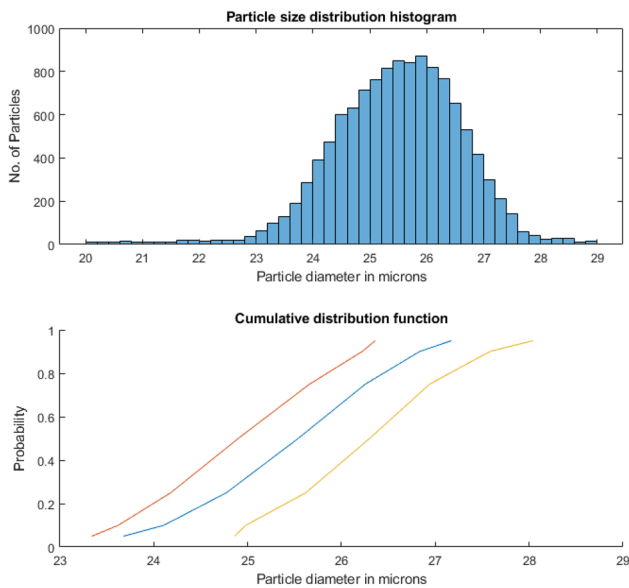 Particle size distribution histogram
1000
800
600
400
200
0
No. of Particles
20 21 22 23 24 25 26 27 28 29
Particle diameter in microns
Cumulative distribution function
1
0.8
0.6
0.4
0.2
0
Probability
23 24 25 26 27 28 29
Particle diameter in microns